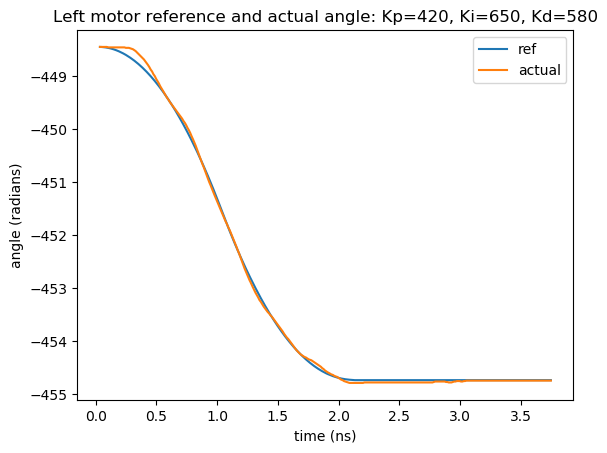 Left motor reference and actual angle: Kp=420, Ki=650, Kd=580
ref
actual
angle (radians)
−449
−450
−451
−452
−453
−454
−455
0.0 0.5 1.0 1.5 2.0 2.5 3.0 3.5
time (ns)